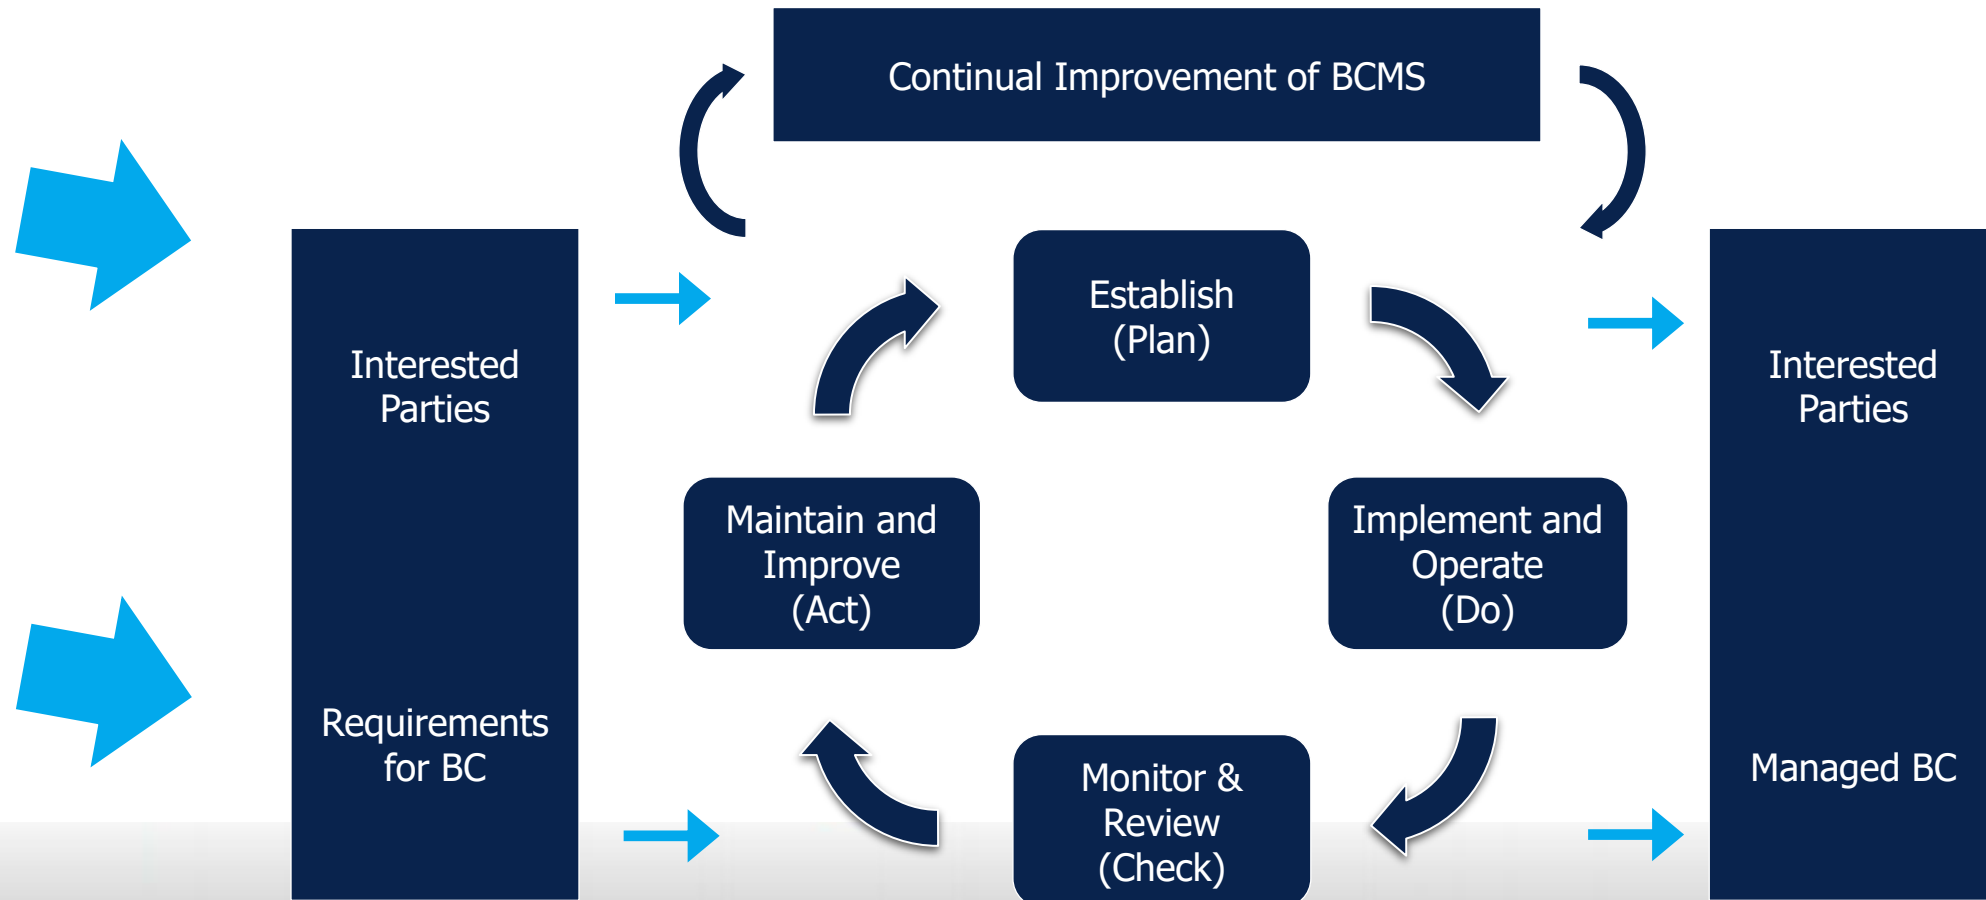 Continual Improvement of BCMS
Interested
Parties
Requirements
for BC
Establish
(Plan)
Maintain and
Improve
(Act)
Implement and
Operate
(Do)
Monitor &
Review
(Check)
Interested
Parties
Managed BC